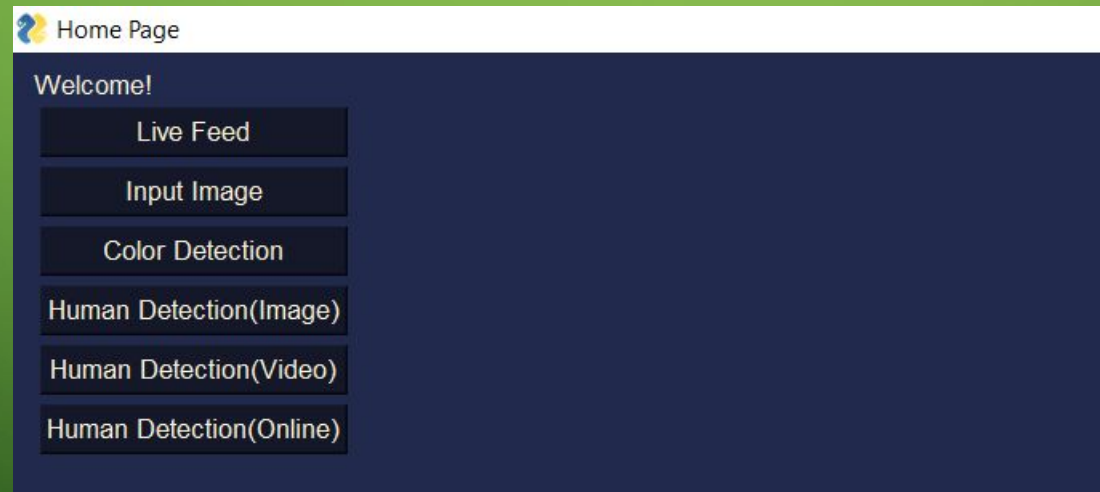 Home Page
Welcome!
Live Feed
Input Image
Color Detection
Human Detection(Image)
Human Detection(Video)
Human Detection(Online)